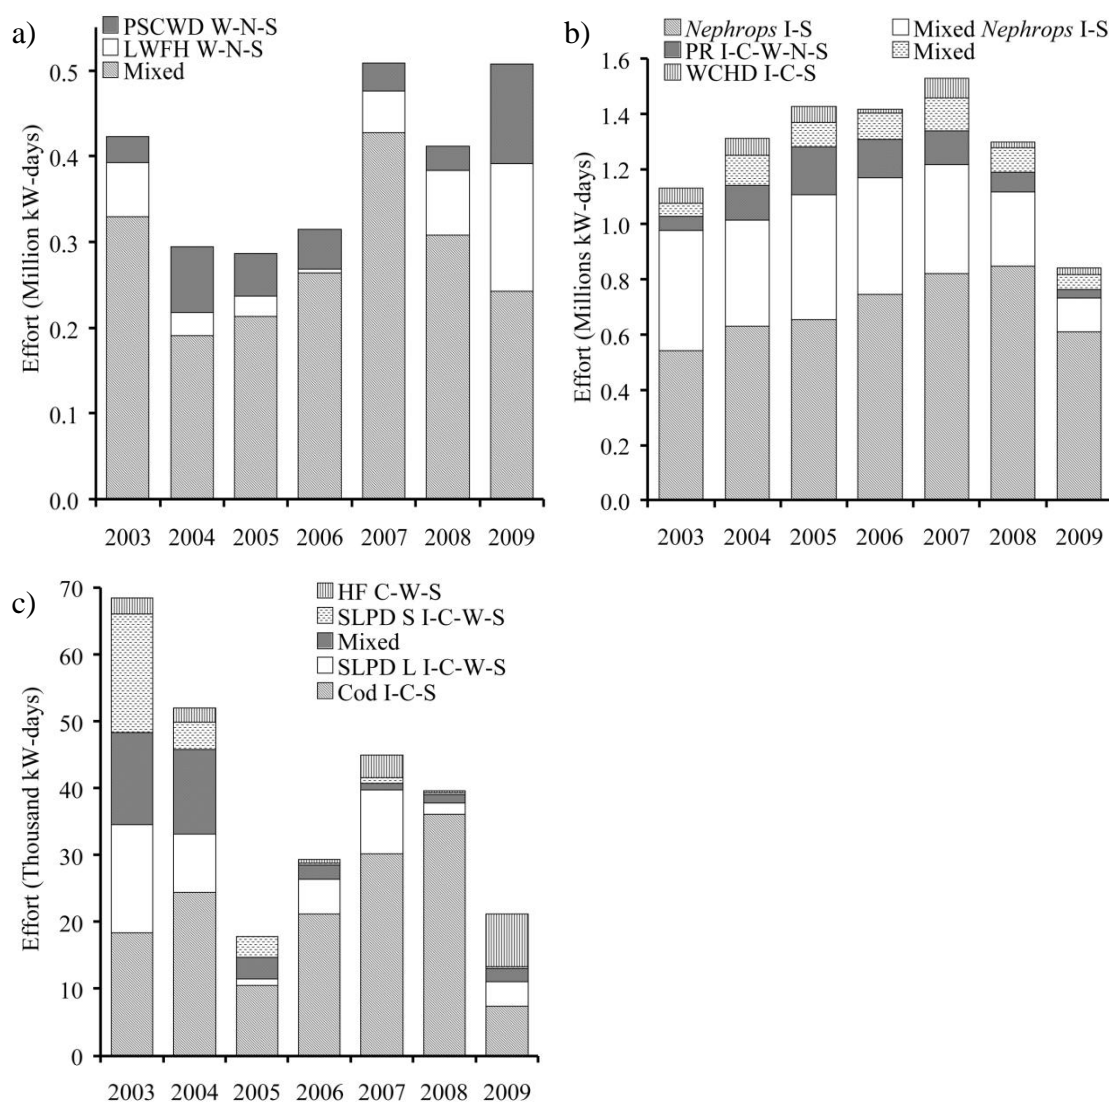 a)
PSCWD W-N-S
LWFH W-N-S
Mixed
Effort (Million kW-days)
0.5
0.4
0.3
0.2
0.1
0.0
2003 2004 2005 2006 2007 2008 2009
b)
Nephrops I-S
Mixed Nephrops I-S
PR I-C-W-N-S
Mixed
WCHD I-C-S
Effort (Millions kW-days)
1.6
1.4
1.2
1.0
0.8
0.6
0.4
0.2
0.0
2003 2004 2005 2006 2007 2008 2009
c)
HF C-W-S
SLPD S I-C-W-S
Mixed
SLPD L I-C-W-S
Cod I-C-S
Effort (Thousand kW-days)
70
60
50
40
30
20
10
0
2003 2004 2005 2006 2007 2008 2009